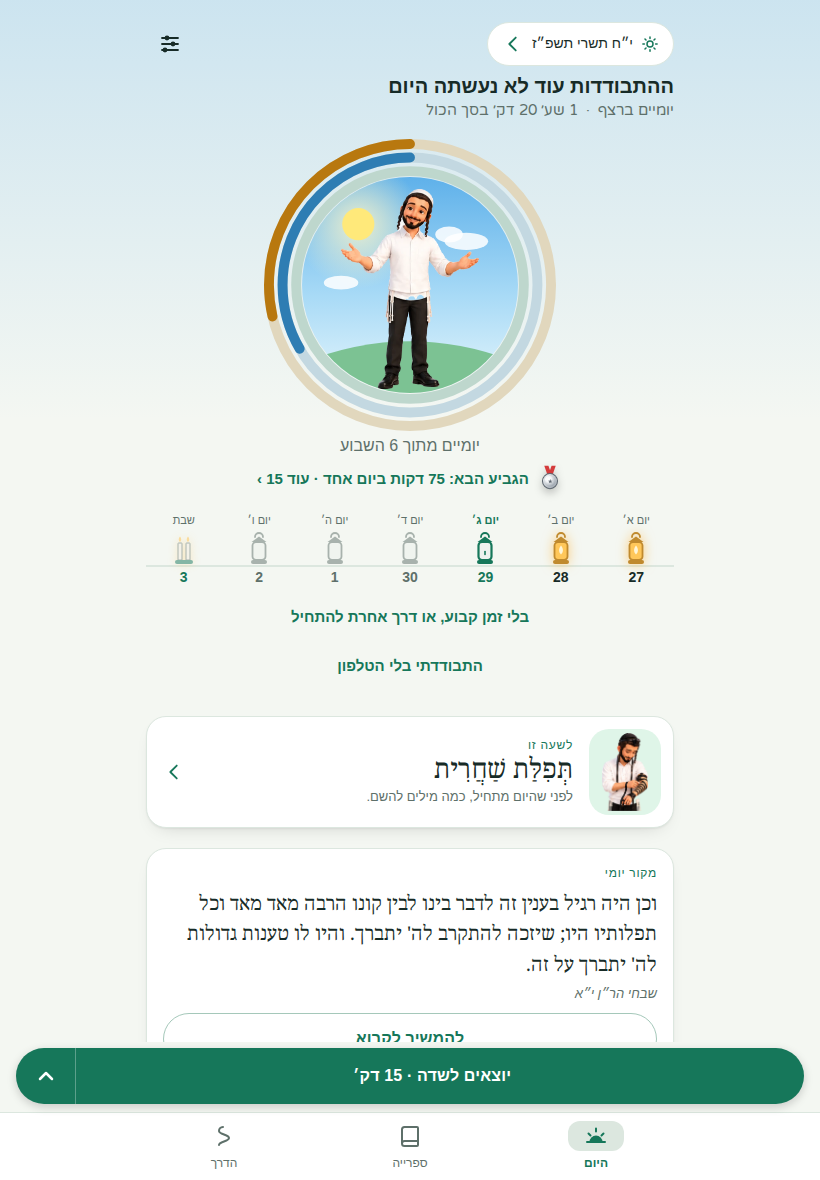 י״ח תשרי תשפ״ז
ההתבודדות עוד לא נעשתה היום
יומיים ברצף · 1 שע׳ 20 דק׳ בסך הכול
יומיים מתוך 6 השבוע
הגביע הבא: 75 דקות ביום אחד · עוד 15 ›
יום א׳ יום ב׳ יום ג׳ יום ד׳ יום ה׳ יום ו׳ שבת
27 28 29 30 1 2 3
בלי זמן קבוע, או דרך אחרת להתחיל
התבודדתי בלי הטלפון
לשעה זו
תְּפִלַּת שַׁחֲרִית
לפני שהיום מתחיל, כמה מילים להשם.
מקור יומי
וכן היה רגיל בענין זה לדבר בינו לבין קונו הרבה מאד מאד וכל
תפלותיו היו; שיזכה להתקרב לה' יתברך. והיו לו טענות גדולות
לה' יתברך על זה.
שבחי הר״ן י״א
להמשיך לקרוא
יוצאים לשדה · 15 דק׳
היום ספרייה הדרך